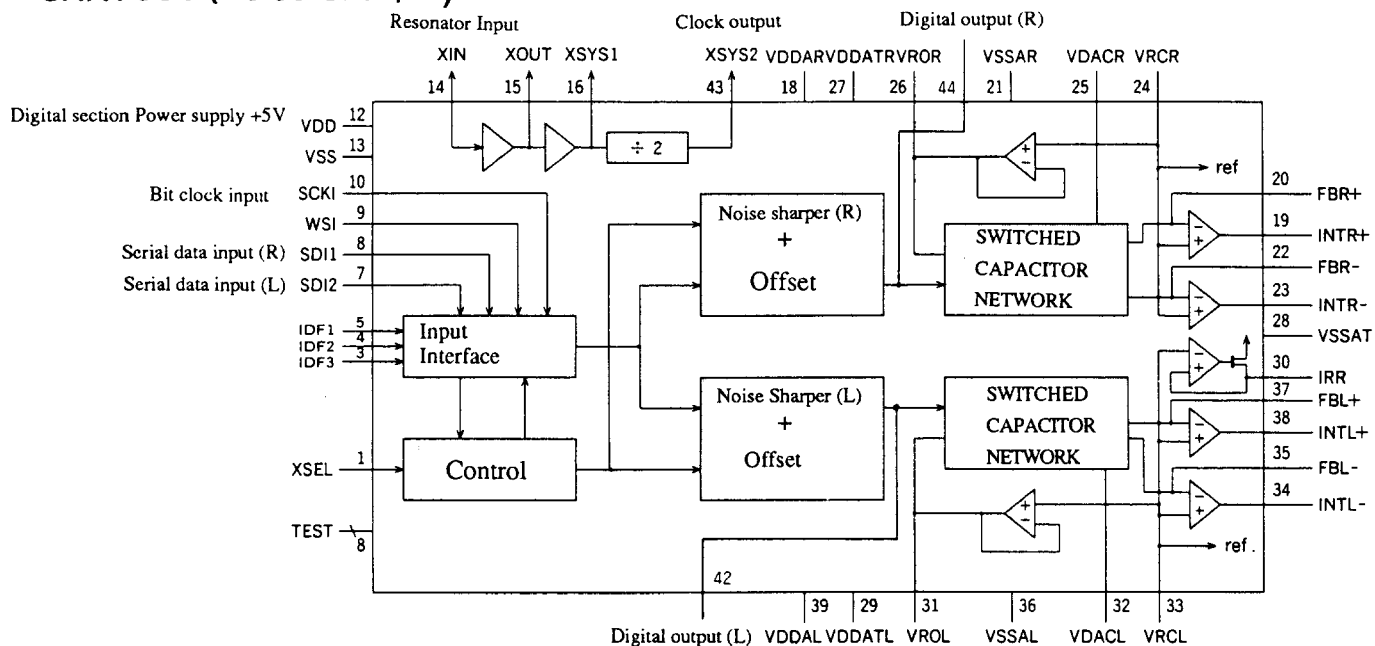 Resonator Input Clock output Digital output (R)
XIN XOUT XSYS1 XSYS2 VDDAR VDDATR VROR VSSAR VDACR VRCR
14 15 16 43 18 27 26 44 21 25 24
Digital section Power supply +5V VDD 12
VSS 13
÷ 2
Bit clock input SCKI 10
WSI 9
Serial data input (R) SDI1 8
Serial data input (L) SDI2 7
IDF1 5
IDF2 4
IDF3 3
Input
Interface
XSEL 1
Control
TEST 8
Noise sharper (R)
+
Offset
Noise Sharper (L)
+
Offset
+
-
ref
SWITCHED
CAPACITOR
NETWORK
SWITCHED
CAPACITOR
NETWORK
+
-
ref.
-
+
-
+
-
+
-
+
-
+
20 FBR+
19 INTR+
22 FBR-
23 INTR-
28 VSSAT
30 IRR
37 FBL+
38 INTL+
35 FBL-
34 INTL-
42 39 29 31 36 32 33
Digital output (L) VDDAL VDDATL VROL VSSAL VDACL VRCL